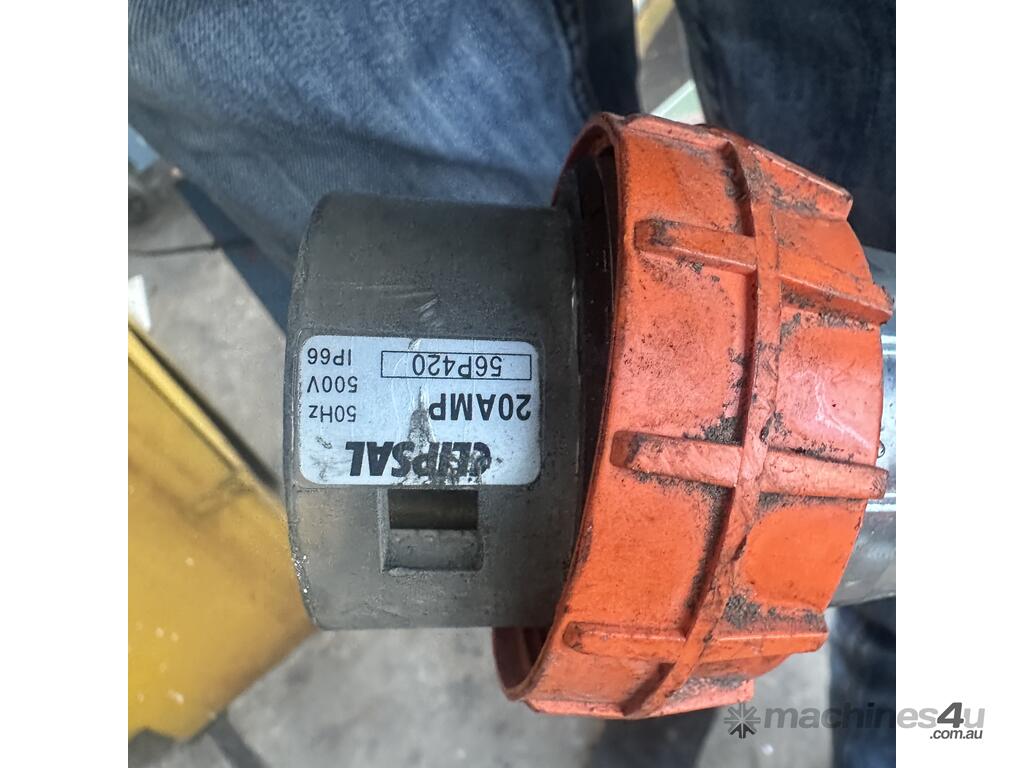 CLIPSAL
20AMP 50Hz
500V
56P420 IP66
machines4u
.com.au